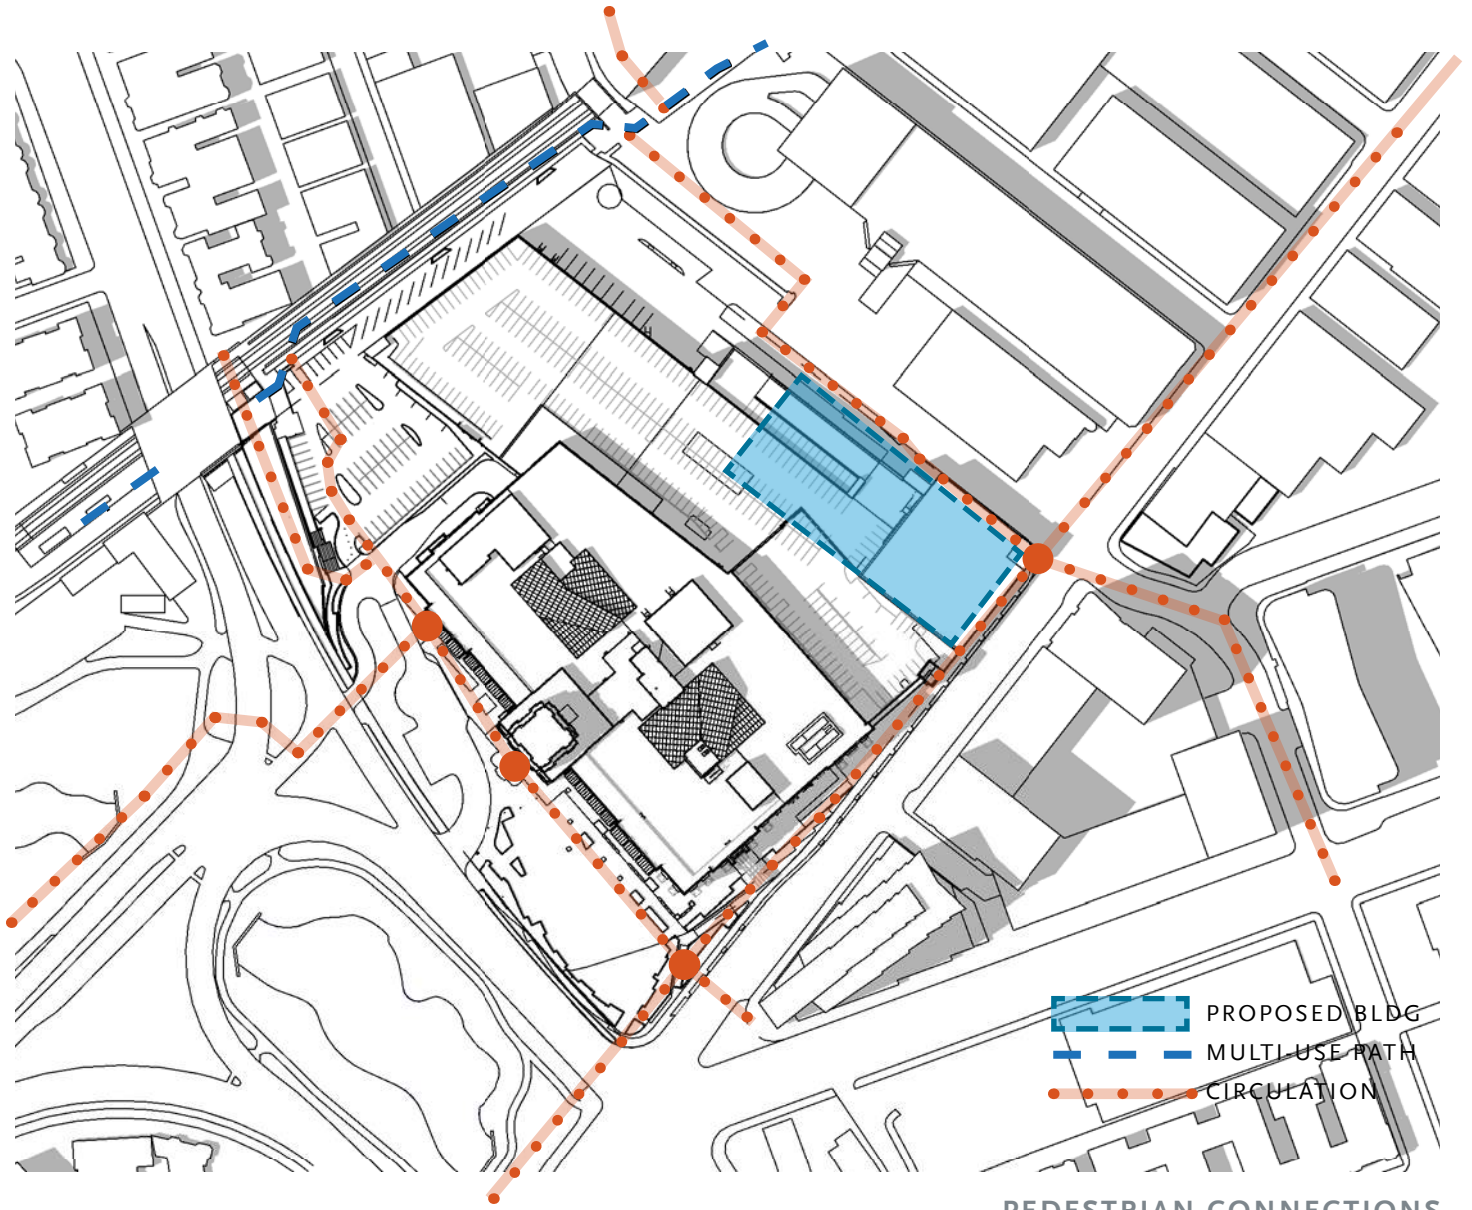 PROPOSED BLDG
MULTI USE PATH
CIRCULATION
PEDESTRIAN CONNECTIONS